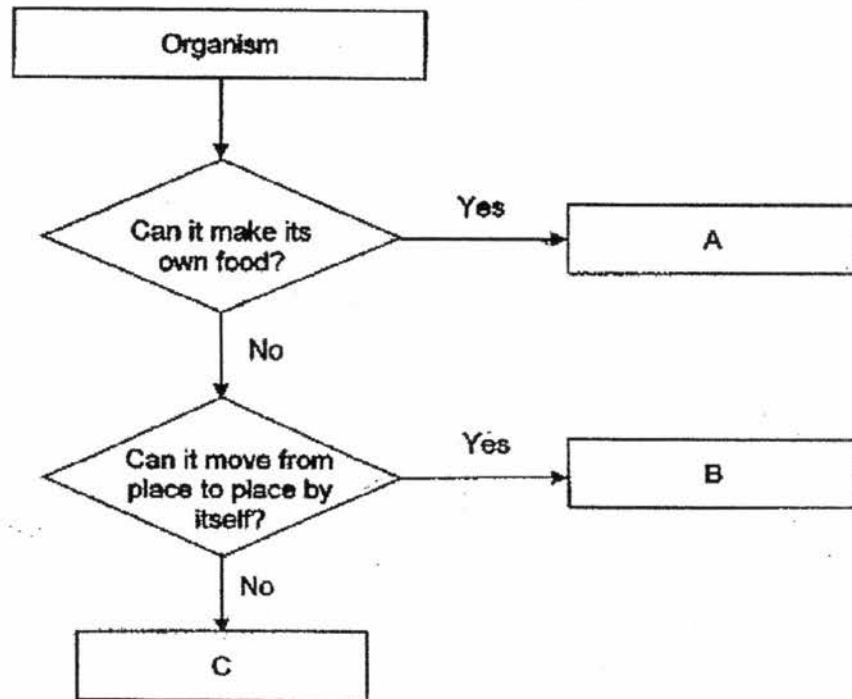 Organism
Can it make its
own food?
Yes
A
No
Can it move from
place to place by
itself?
Yes
B
No
C